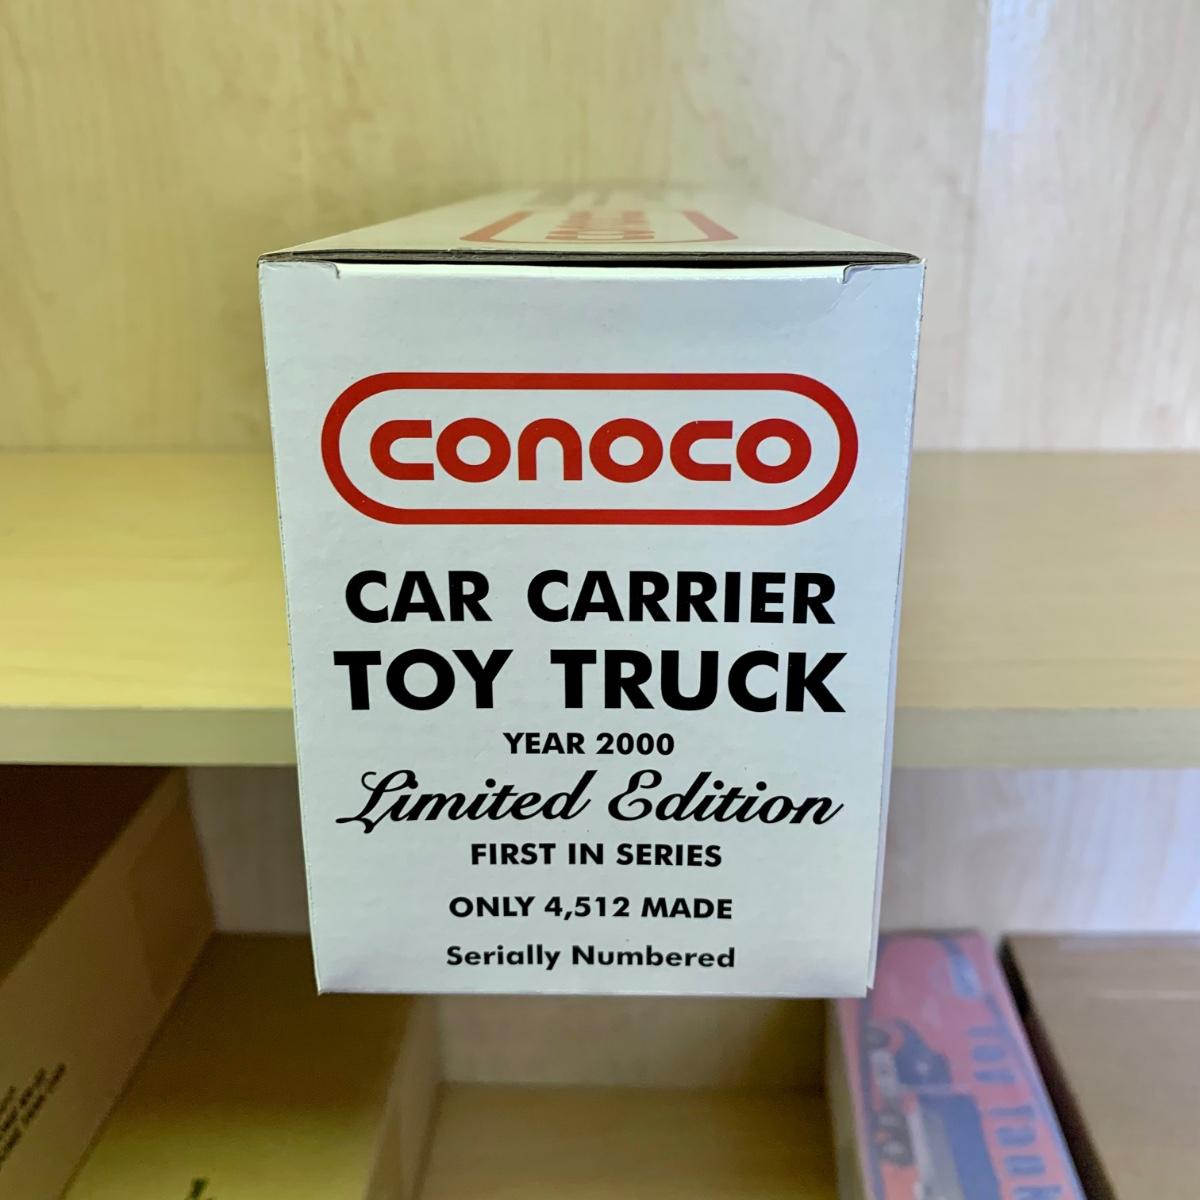 CONOCO
CAR CARRIER
TOY TRUCK
YEAR 2000
Limited Edition
FIRST IN SERIES
ONLY 4,512 MADE
Serially Numbered